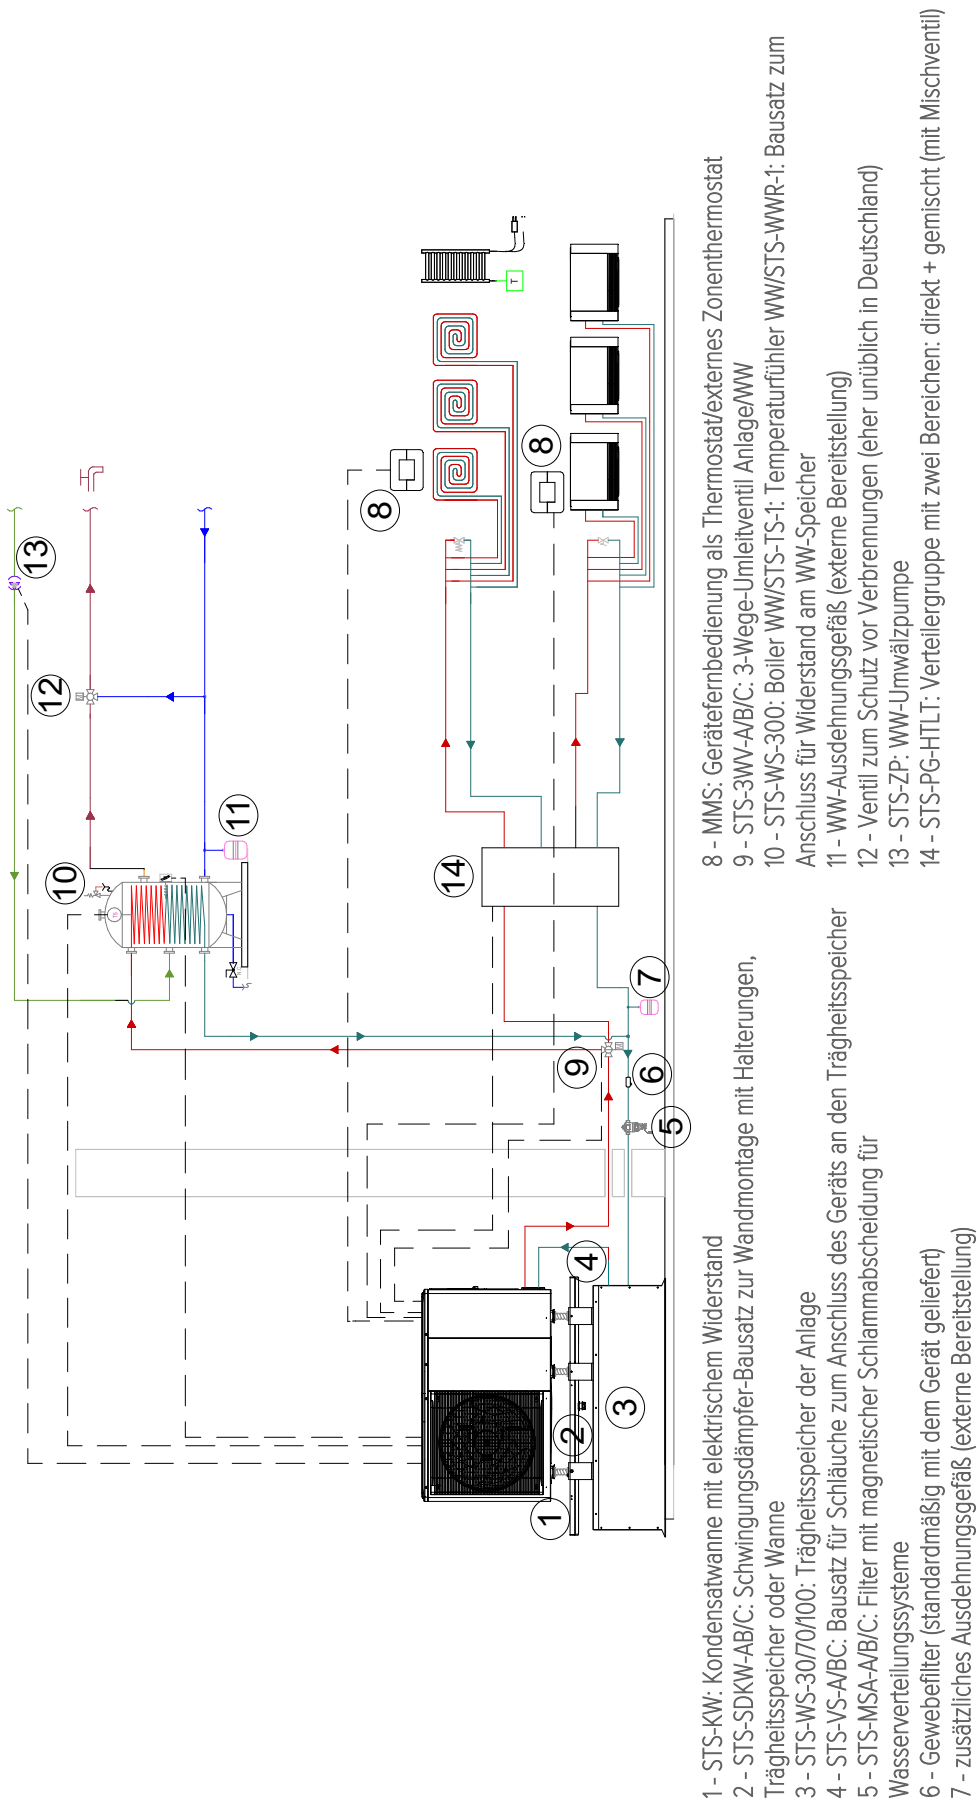 13
12
10
11
TS
8
8
T
14
7
9
6
5
4
3
2
1
1 - STS-KW: Kondensatwanne mit elektrischem Widerstand
2 - STS-SDKW-AB/C: Schwingungsdämpfer-Bausatz zur Wandmontage mit Halterungen,
Trägheitsspeicher oder Wanne
3 - STS-WS-30/70/100: Trägheitsspeicher der Anlage
4 - STS-VS-A/BC: Bausatz für Schläuche zum Anschluss des Geräts an den Trägheitsspeicher
5 - STS-MSA-A/B/C: Filter mit magnetischer Schlammabscheidung für
Wasserverteilungssysteme
6 - Gewebefilter (standardmäßig mit dem Gerät geliefert)
7 - zusätzliches Ausdehnungsgefäß (externe Bereitstellung)
8 - MMS: Gerätefernbedienung als Thermostat/externes Zonenthermostat
9 - STS-3WV-A/B/C: 3-Wege-Umleitventil Anlage/WW
10 - STS-WS-300: Boiler WW/STS-TS-1: Temperaturfühler WW/STS-WWR-1: Bausatz zum
Anschluss für Widerstand am WW-Speicher
11 - WW-Ausdehnungsgefäß (externe Bereitstellung)
12 - Ventil zum Schutz vor Verbrennungen (eher unüblich in Deutschland)
13 - STS-ZP: WW-Umwälzpumpe
14 - STS-PG-HTLT: Verteilergruppe mit zwei Bereichen: direkt + gemischt (mit Mischventil)